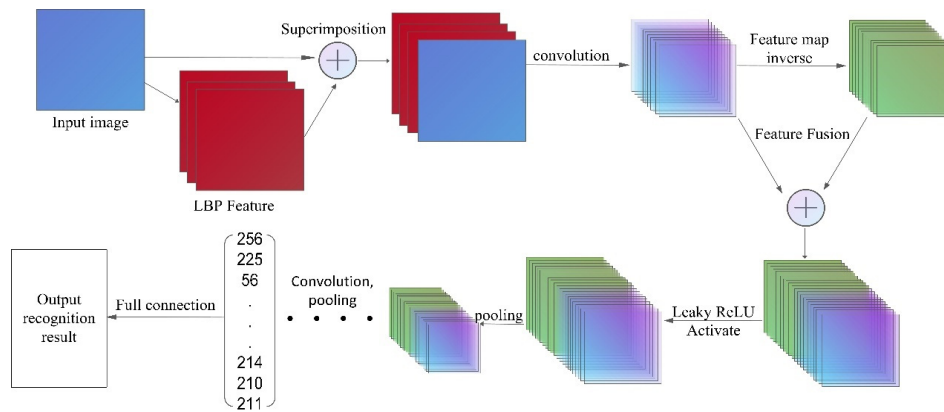 Superimposition
convolution
Feature map
inverse
Input image
Feature Fusion
LBP Feature
256
225
56
.
.
.
214
210
211
Convolution,
pooling
Output
recognition
result
Full connection
pooling
Leaky ReLU
Activate